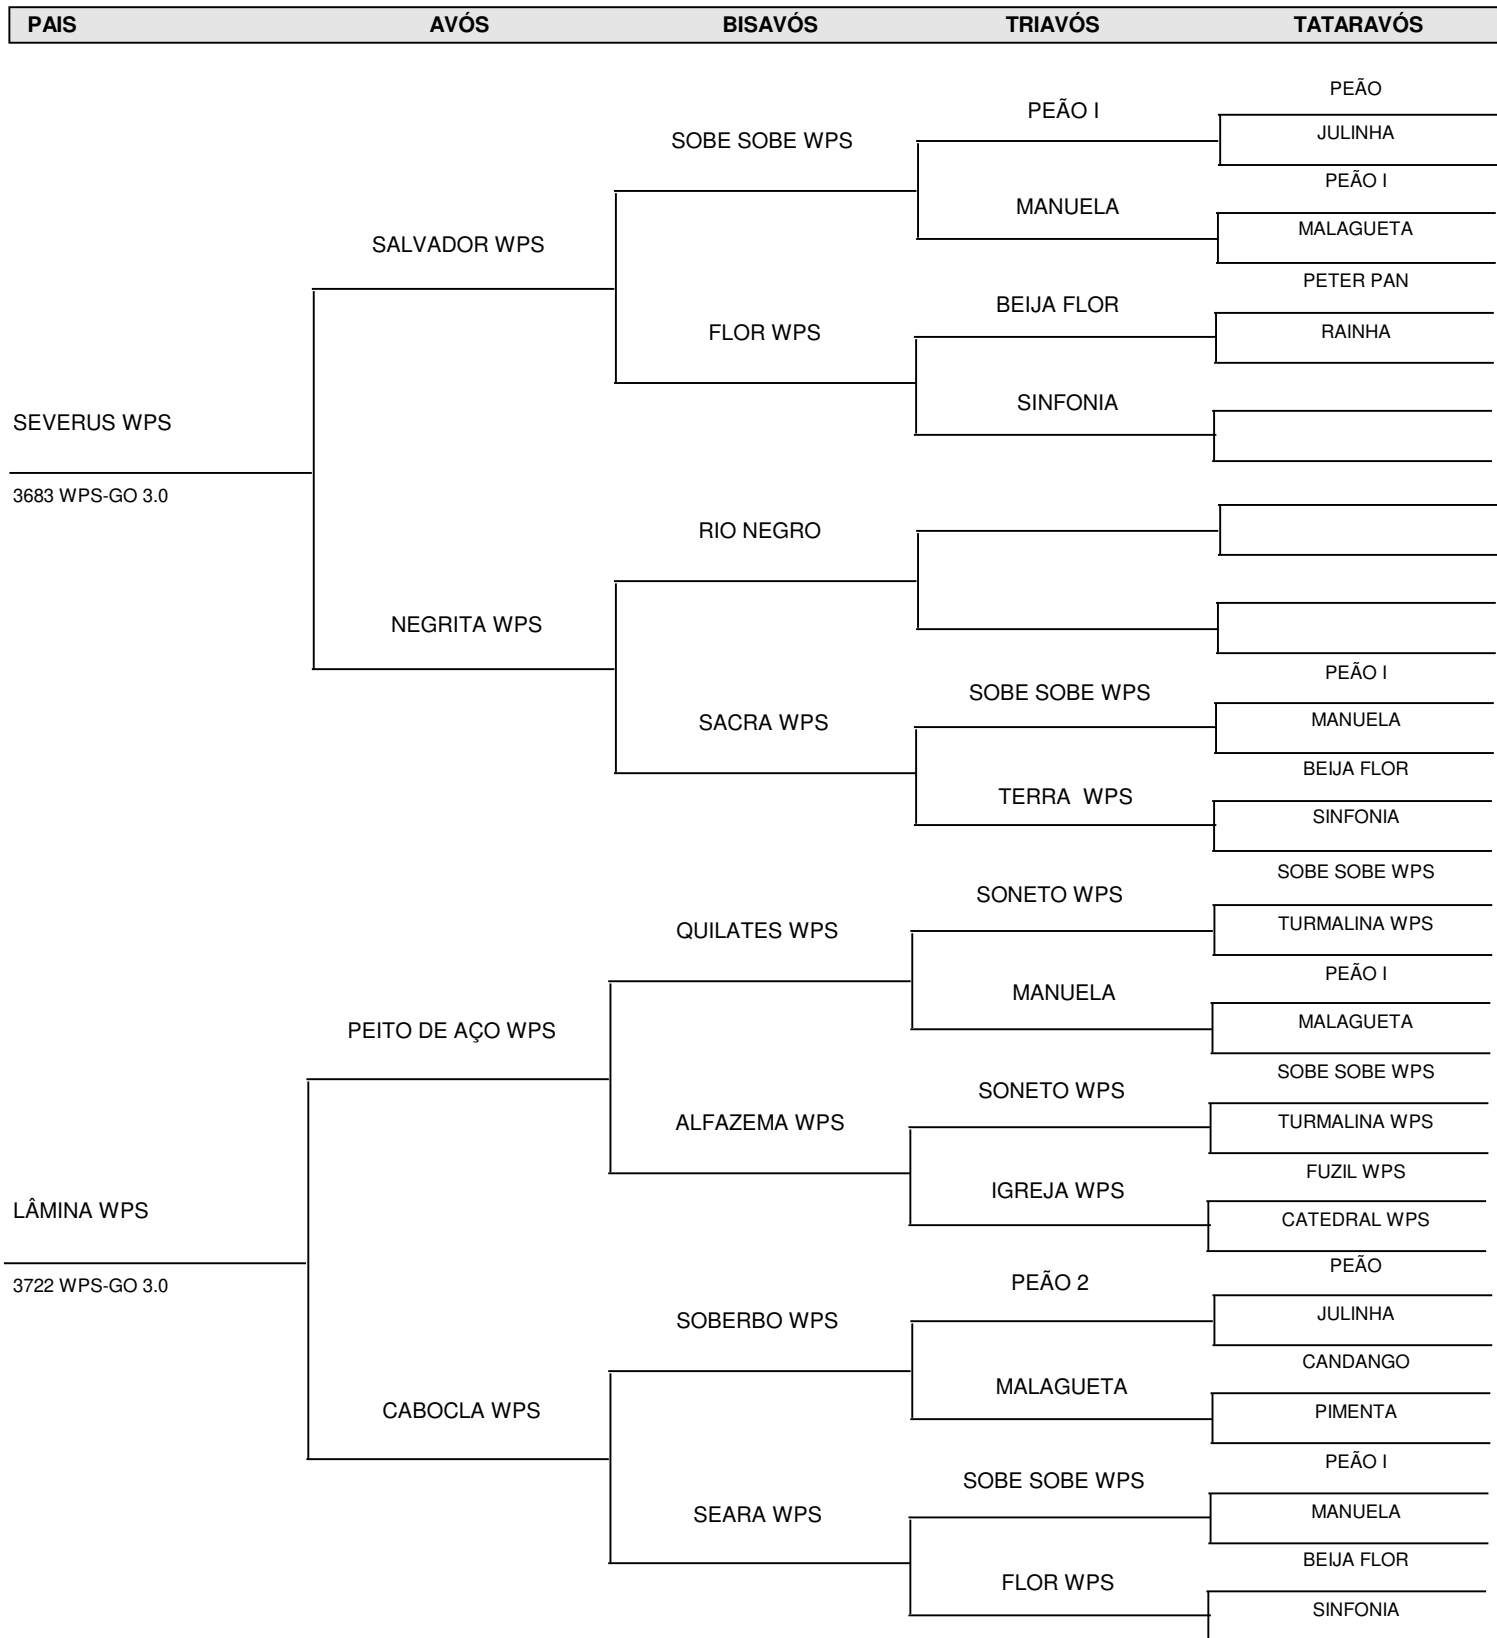 PAIS AVÓS BISAVÓS TRIAVÓS TATARAVÓS
PEÃO
PEÃO I
JULINHA
SOBE SOBE WPS
PEÃO I
MANUELA
MALAGUETA
SALVADOR WPS
PETER PAN
BEIJA FLOR
FLOR WPS
RAINHA
SINFONIA
SEVERUS WPS
3683 WPS-GO 3.0
RIO NEGRO
NEGRITA WPS
PEÃO I
SOBE SOBE WPS
SACRA WPS
MANUELA
BEIJA FLOR
TERRA  WPS
SINFONIA
SOBE SOBE WPS
SONETO WPS
QUILATES WPS
TURMALINA WPS
PEÃO I
MANUELA
MALAGUETA
PEITO DE AÇO WPS
SOBE SOBE WPS
SONETO WPS
ALFAZEMA WPS
TURMALINA WPS
FUZIL WPS
IGREJA WPS
LÂMINA WPS
CATEDRAL WPS
PEÃO
3722 WPS-GO 3.0
PEÃO 2
SOBERBO WPS
JULINHA
CANDANGO
MALAGUETA
CABOCLA WPS
PIMENTA
PEÃO I
SOBE SOBE WPS
SEARA WPS
MANUELA
BEIJA FLOR
FLOR WPS
SINFONIA